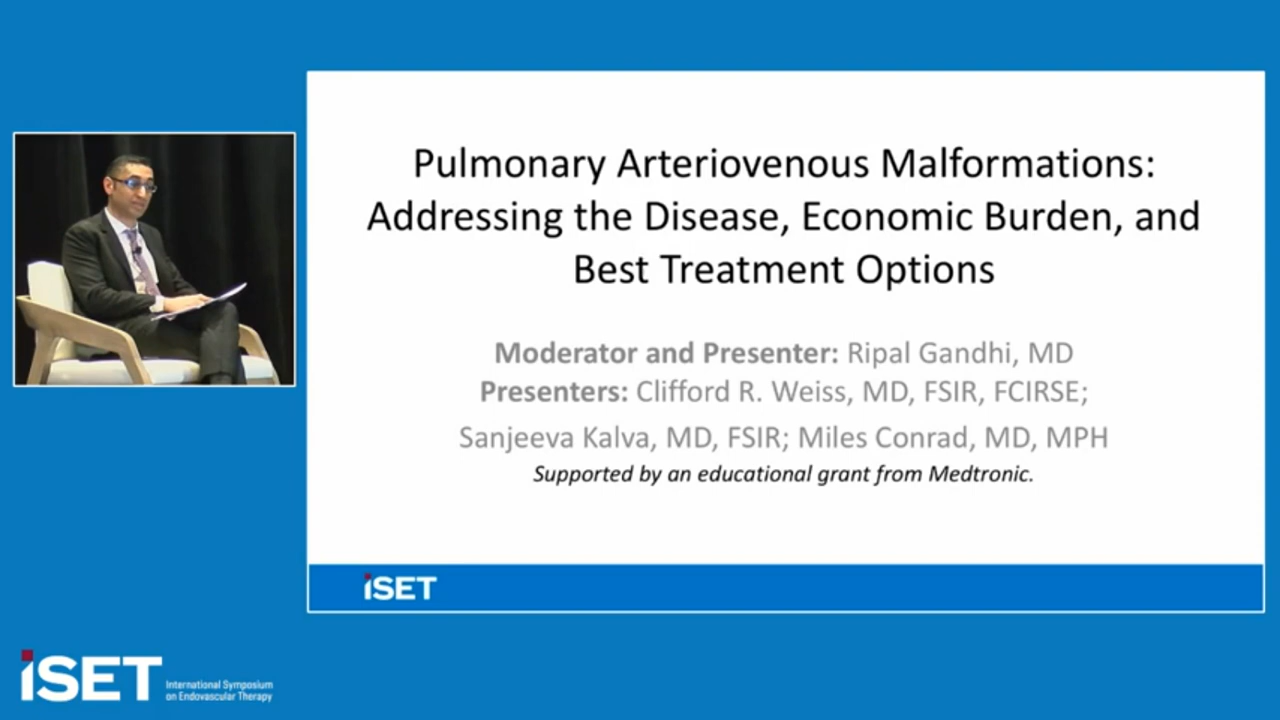 Pulmonary Arteriovenous Malformations:
Addressing the Disease, Economic Burden, and
Best Treatment Options
Moderator and Presenter: Ripal Gandhi, MD
Presenters: Clifford R. Weiss, MD, FSIR, FCIRSE;
Sanjeeva Kalva, MD, FSIR; Miles Conrad, MD, MPH
Supported by an educational grant from Medtronic.
iSET
iSET
International Symposium
on Endovascular Therapy